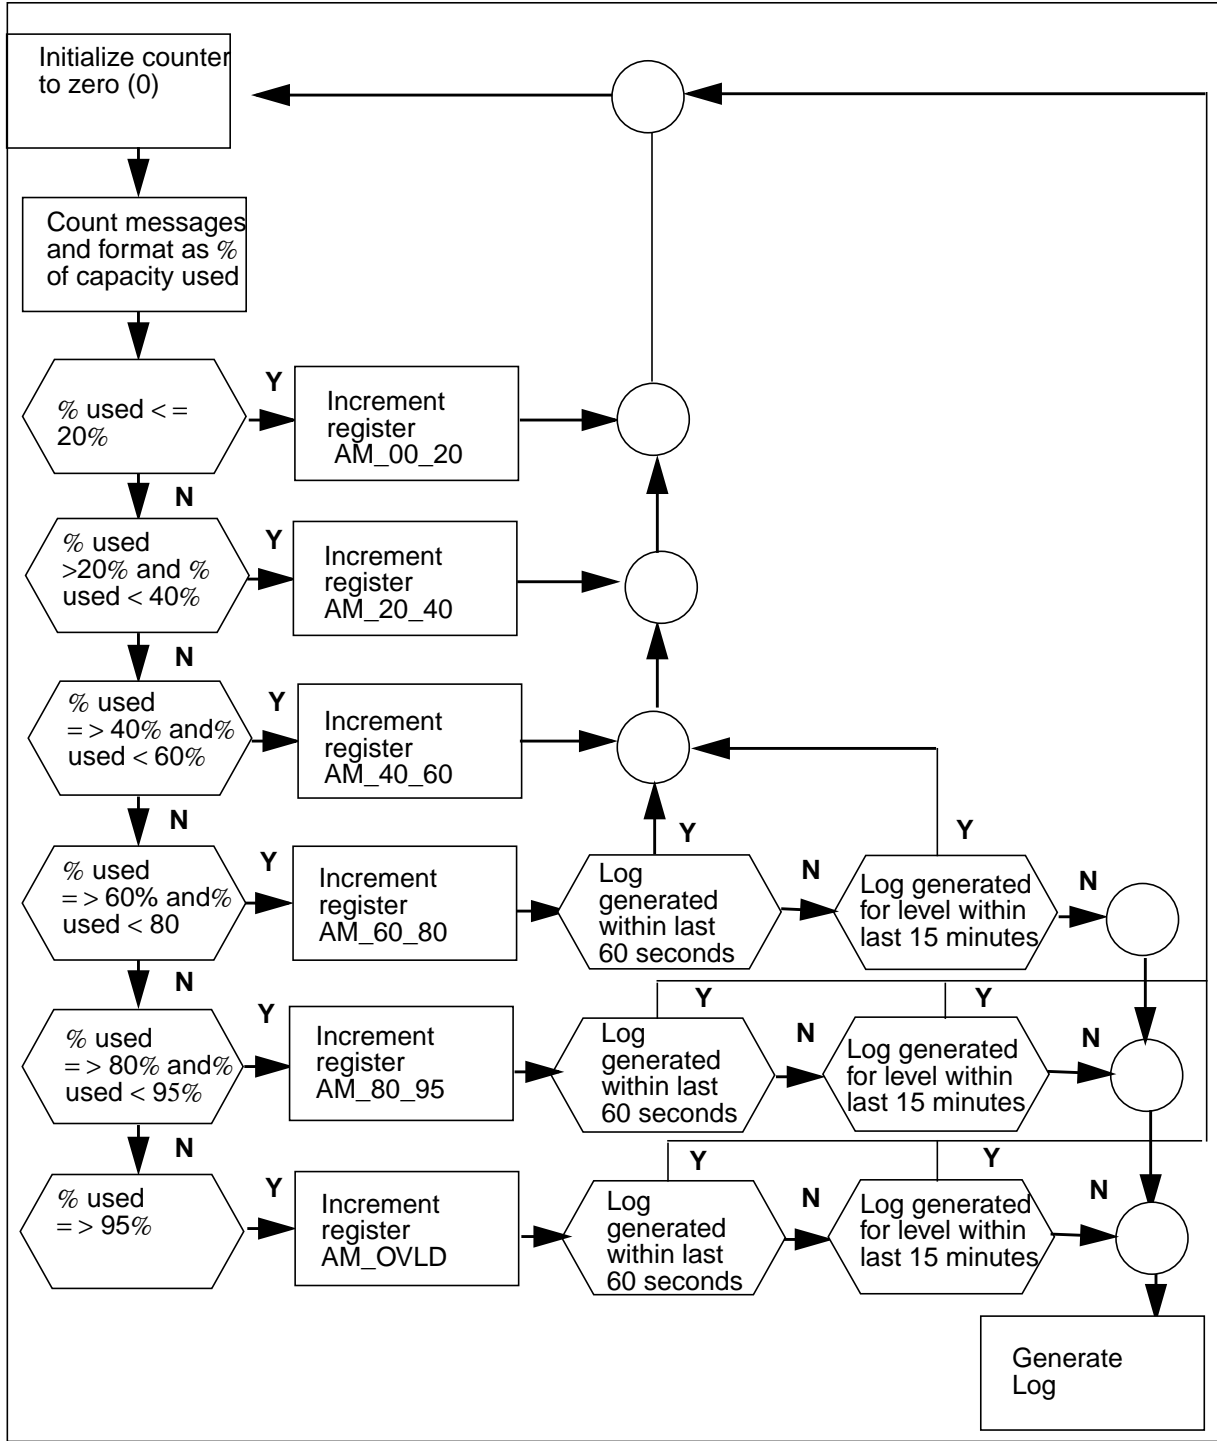 Initialize counter
to zero (0)
Count messages
and format as %
of capacity used
% used < =
20%
Y
Increment
register
AM_00_20
N
% used
>20% and %
used < 40%
Y
Increment
register
AM_20_40
N
% used
= > 40% and%
used < 60%
Y
Increment
register
AM_40_60
N
% used
= > 60% and%
used < 80
Y
Increment
register
AM_60_80
Y
Log
generated
within last
60 seconds
N
Y
Log generated
for level within
last 15 minutes
N
N
% used
= > 80% and%
used < 95%
Y
Increment
register
AM_80_95
Y
Log
generated
within last
60 seconds
N
Y
Log generated
for level within
last 15 minutes
N
N
% used
= > 95%
Y
Increment
register
AM_OVLD
Y
Log
generated
within last
60 seconds
N
Y
Log generated
for level within
last 15 minutes
N
Generate
Log